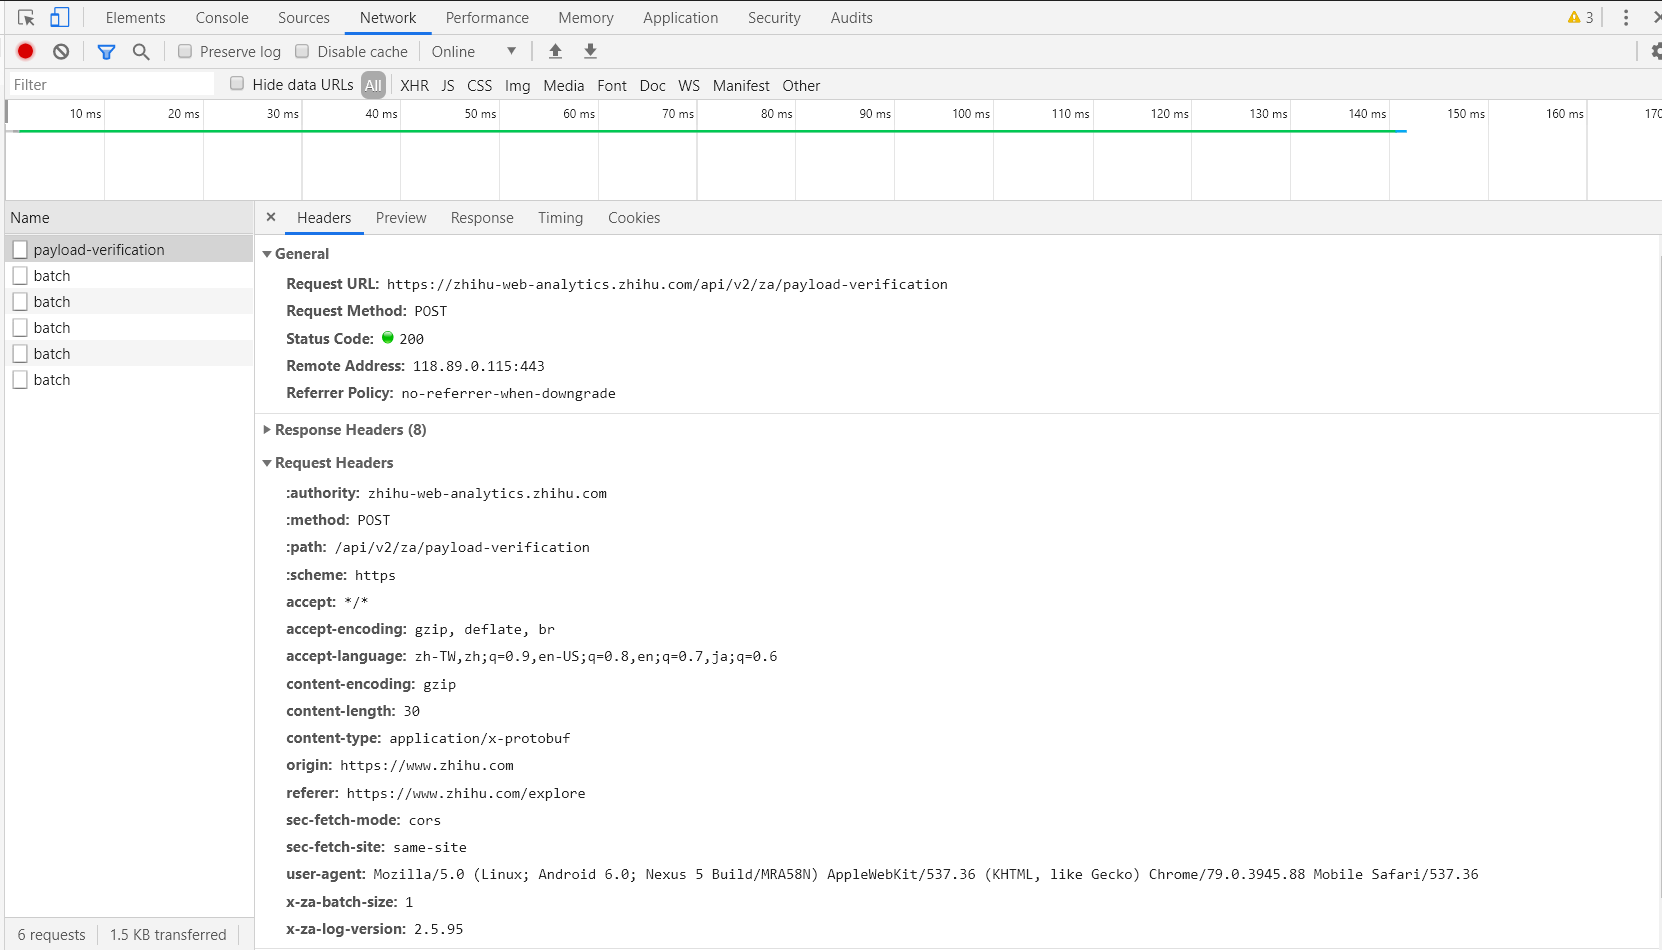 Elements Console Sources Network Performance Memory Application Security Audits 3
Preserve log Disable cache Online
Filter Hide data URLs All XHR JS CSS Img Media Font Doc WS Manifest Other
10 ms 20 ms 30 ms 40 ms 50 ms 60 ms 70 ms 80 ms 90 ms 100 ms 110 ms 120 ms 130 ms 140 ms 150 ms 160 ms 170
Name
payload-verification
batch
batch
batch
batch
batch
6 requests 1.5 KB transferred
Headers Preview Response Timing Cookies
General
Request URL: https://zhihu-web-analytics.zhihu.com/api/v2/za/payload-verification
Request Method: POST
Status Code: 200
Remote Address: 118.89.0.115:443
Referrer Policy: no-referrer-when-downgrade
Response Headers (8)
Request Headers
:authority: zhihu-web-analytics.zhihu.com
:method: POST
:path: /api/v2/za/payload-verification
:scheme: https
accept: */*
accept-encoding: gzip, deflate, br
accept-language: zh-TW,zh;q=0.9,en-US;q=0.8,en;q=0.7,ja;q=0.6
content-encoding: gzip
content-length: 30
content-type: application/x-protobuf
origin: https://www.zhihu.com
referer: https://www.zhihu.com/explore
sec-fetch-mode: cors
sec-fetch-site: same-site
user-agent: Mozilla/5.0 (Linux; Android 6.0; Nexus 5 Build/MRA58N) AppleWebKit/537.36 (KHTML, like Gecko) Chrome/79.0.3945.88 Mobile Safari/537.36
x-za-batch-size: 1
x-za-log-version: 2.5.95